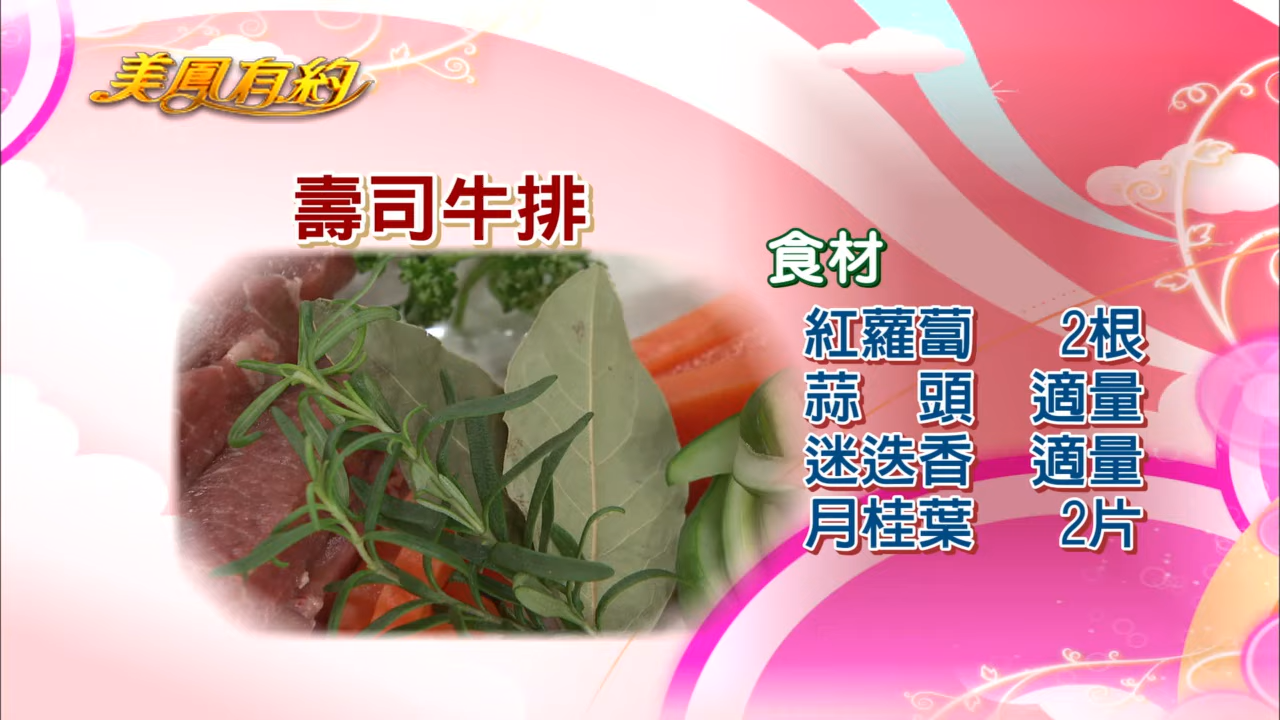 美鳳有約
壽司牛排
食材
紅蘿蔔 2根
蒜 頭 適量
迷迭香 適量
月桂葉 2片